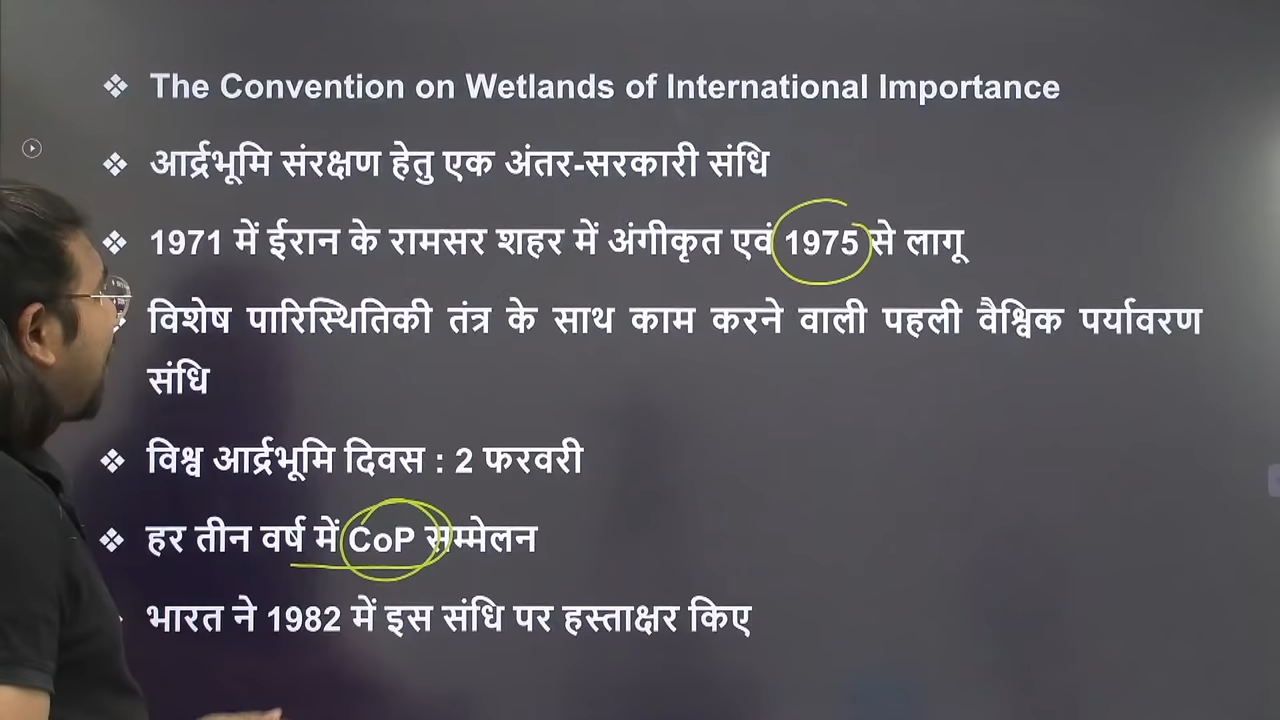 ❖ The Convention on Wetlands of International Importance
❖ आर्द्रभूमि संरक्षण हेतु एक अंतर-सरकारी संधि
❖ 1971 में ईरान के रामसर शहर में अंगीकृत एवं 1975 से लागू
विशेष पारिस्थितिकी तंत्र के साथ काम करने वाली पहली वैश्विक पर्यावरण
संधि
❖ विश्व आर्द्रभूमि दिवस : 2 फरवरी
❖ हर तीन वर्ष में CoP सम्मेलन
भारत ने 1982 में इस संधि पर हस्ताक्षर किए